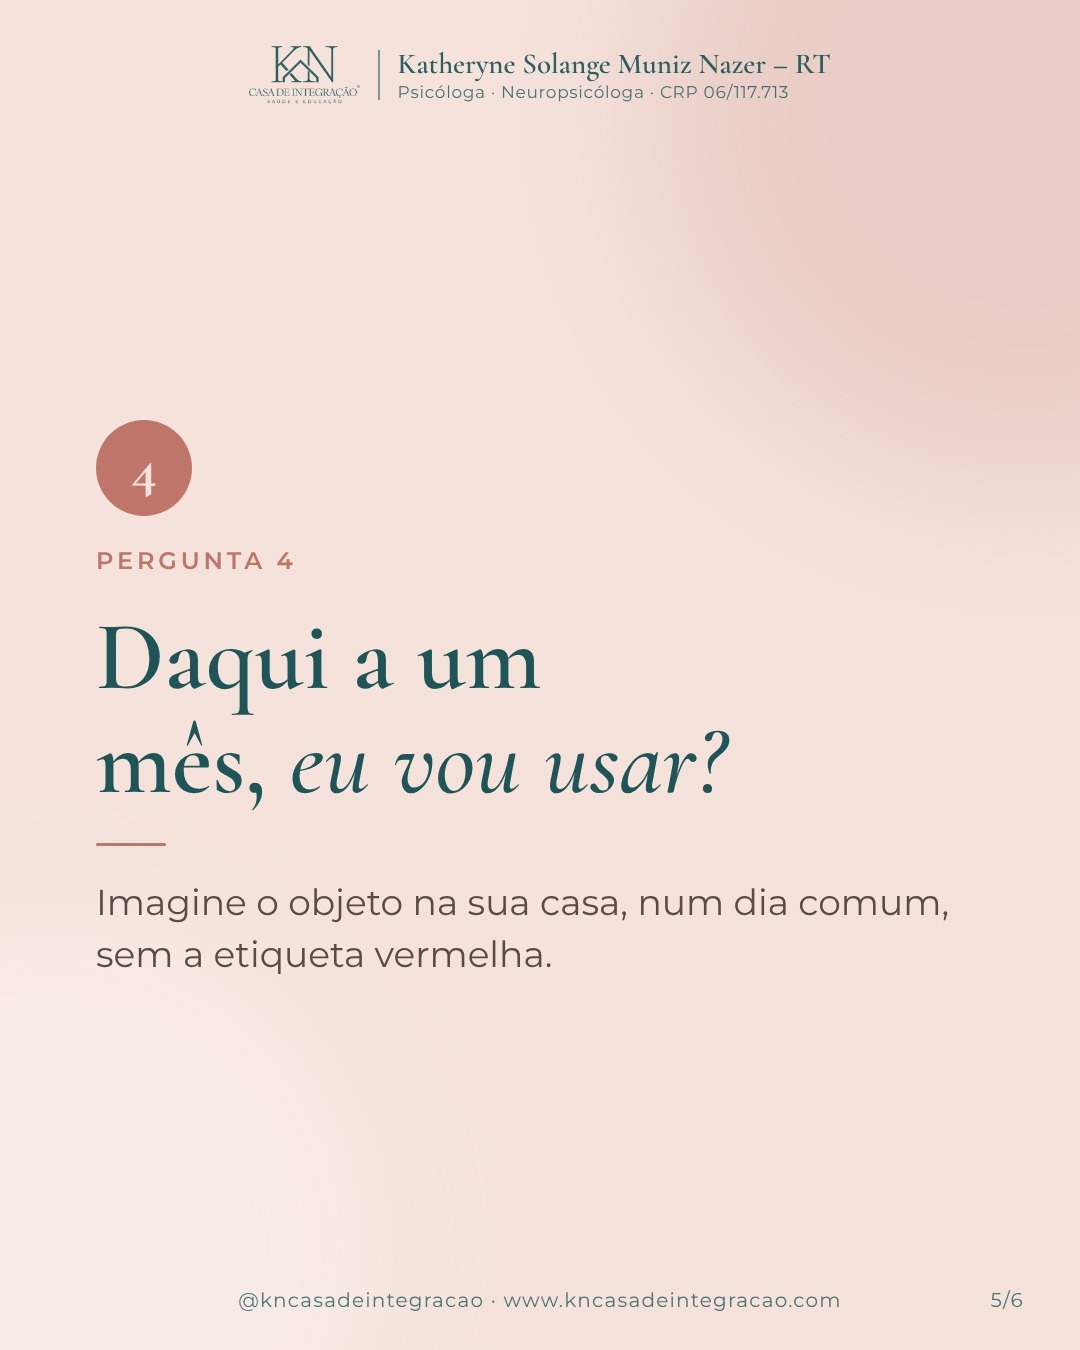 KN
CASA DE INTEGRAÇÃO®
SAÚDE E EDUCAÇÃO
Katheryne Solange Muniz Nazer – RT
Psicóloga · Neuropsicóloga · CRP 06/117.713
4
PERGUNTA 4
Daqui a um
mês, eu vou usar?
Imagine o objeto na sua casa, num dia comum,
sem a etiqueta vermelha.
@kncasadeintegracao · www.kncasadeintegracao.com
5/6